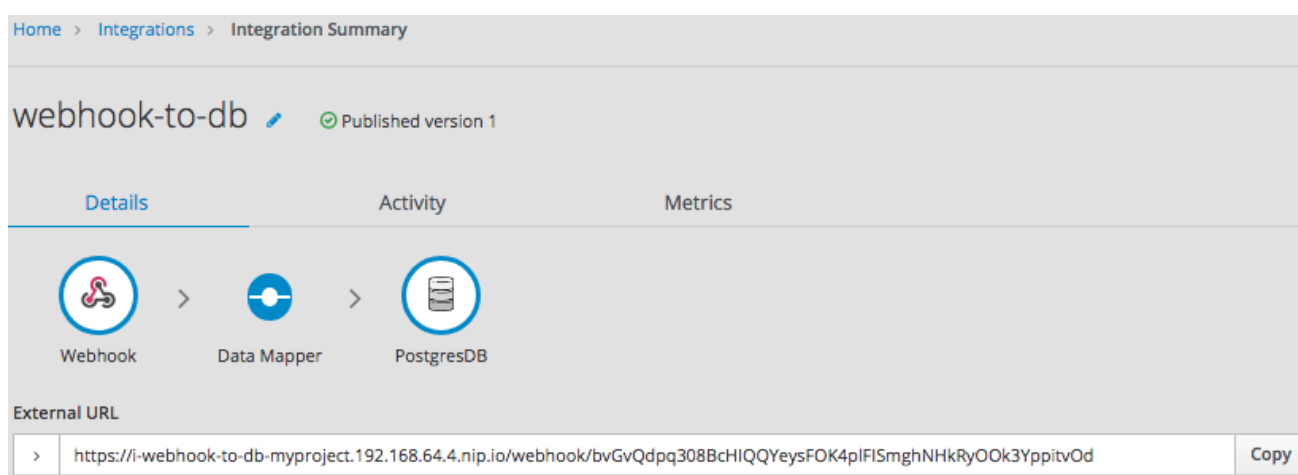 Home > Integrations > Integration Summary
webhook-to-db Published version 1
Details Activity Metrics
Webhook Data Mapper PostgresDB
External URL
> https://i-webhook-to-db-myproject.192.168.64.4.nip.io/webhook/bvGvQdpq308BcHIQQYeysFOK4plFISmghNHkRyOOk3YppitvOd Copy